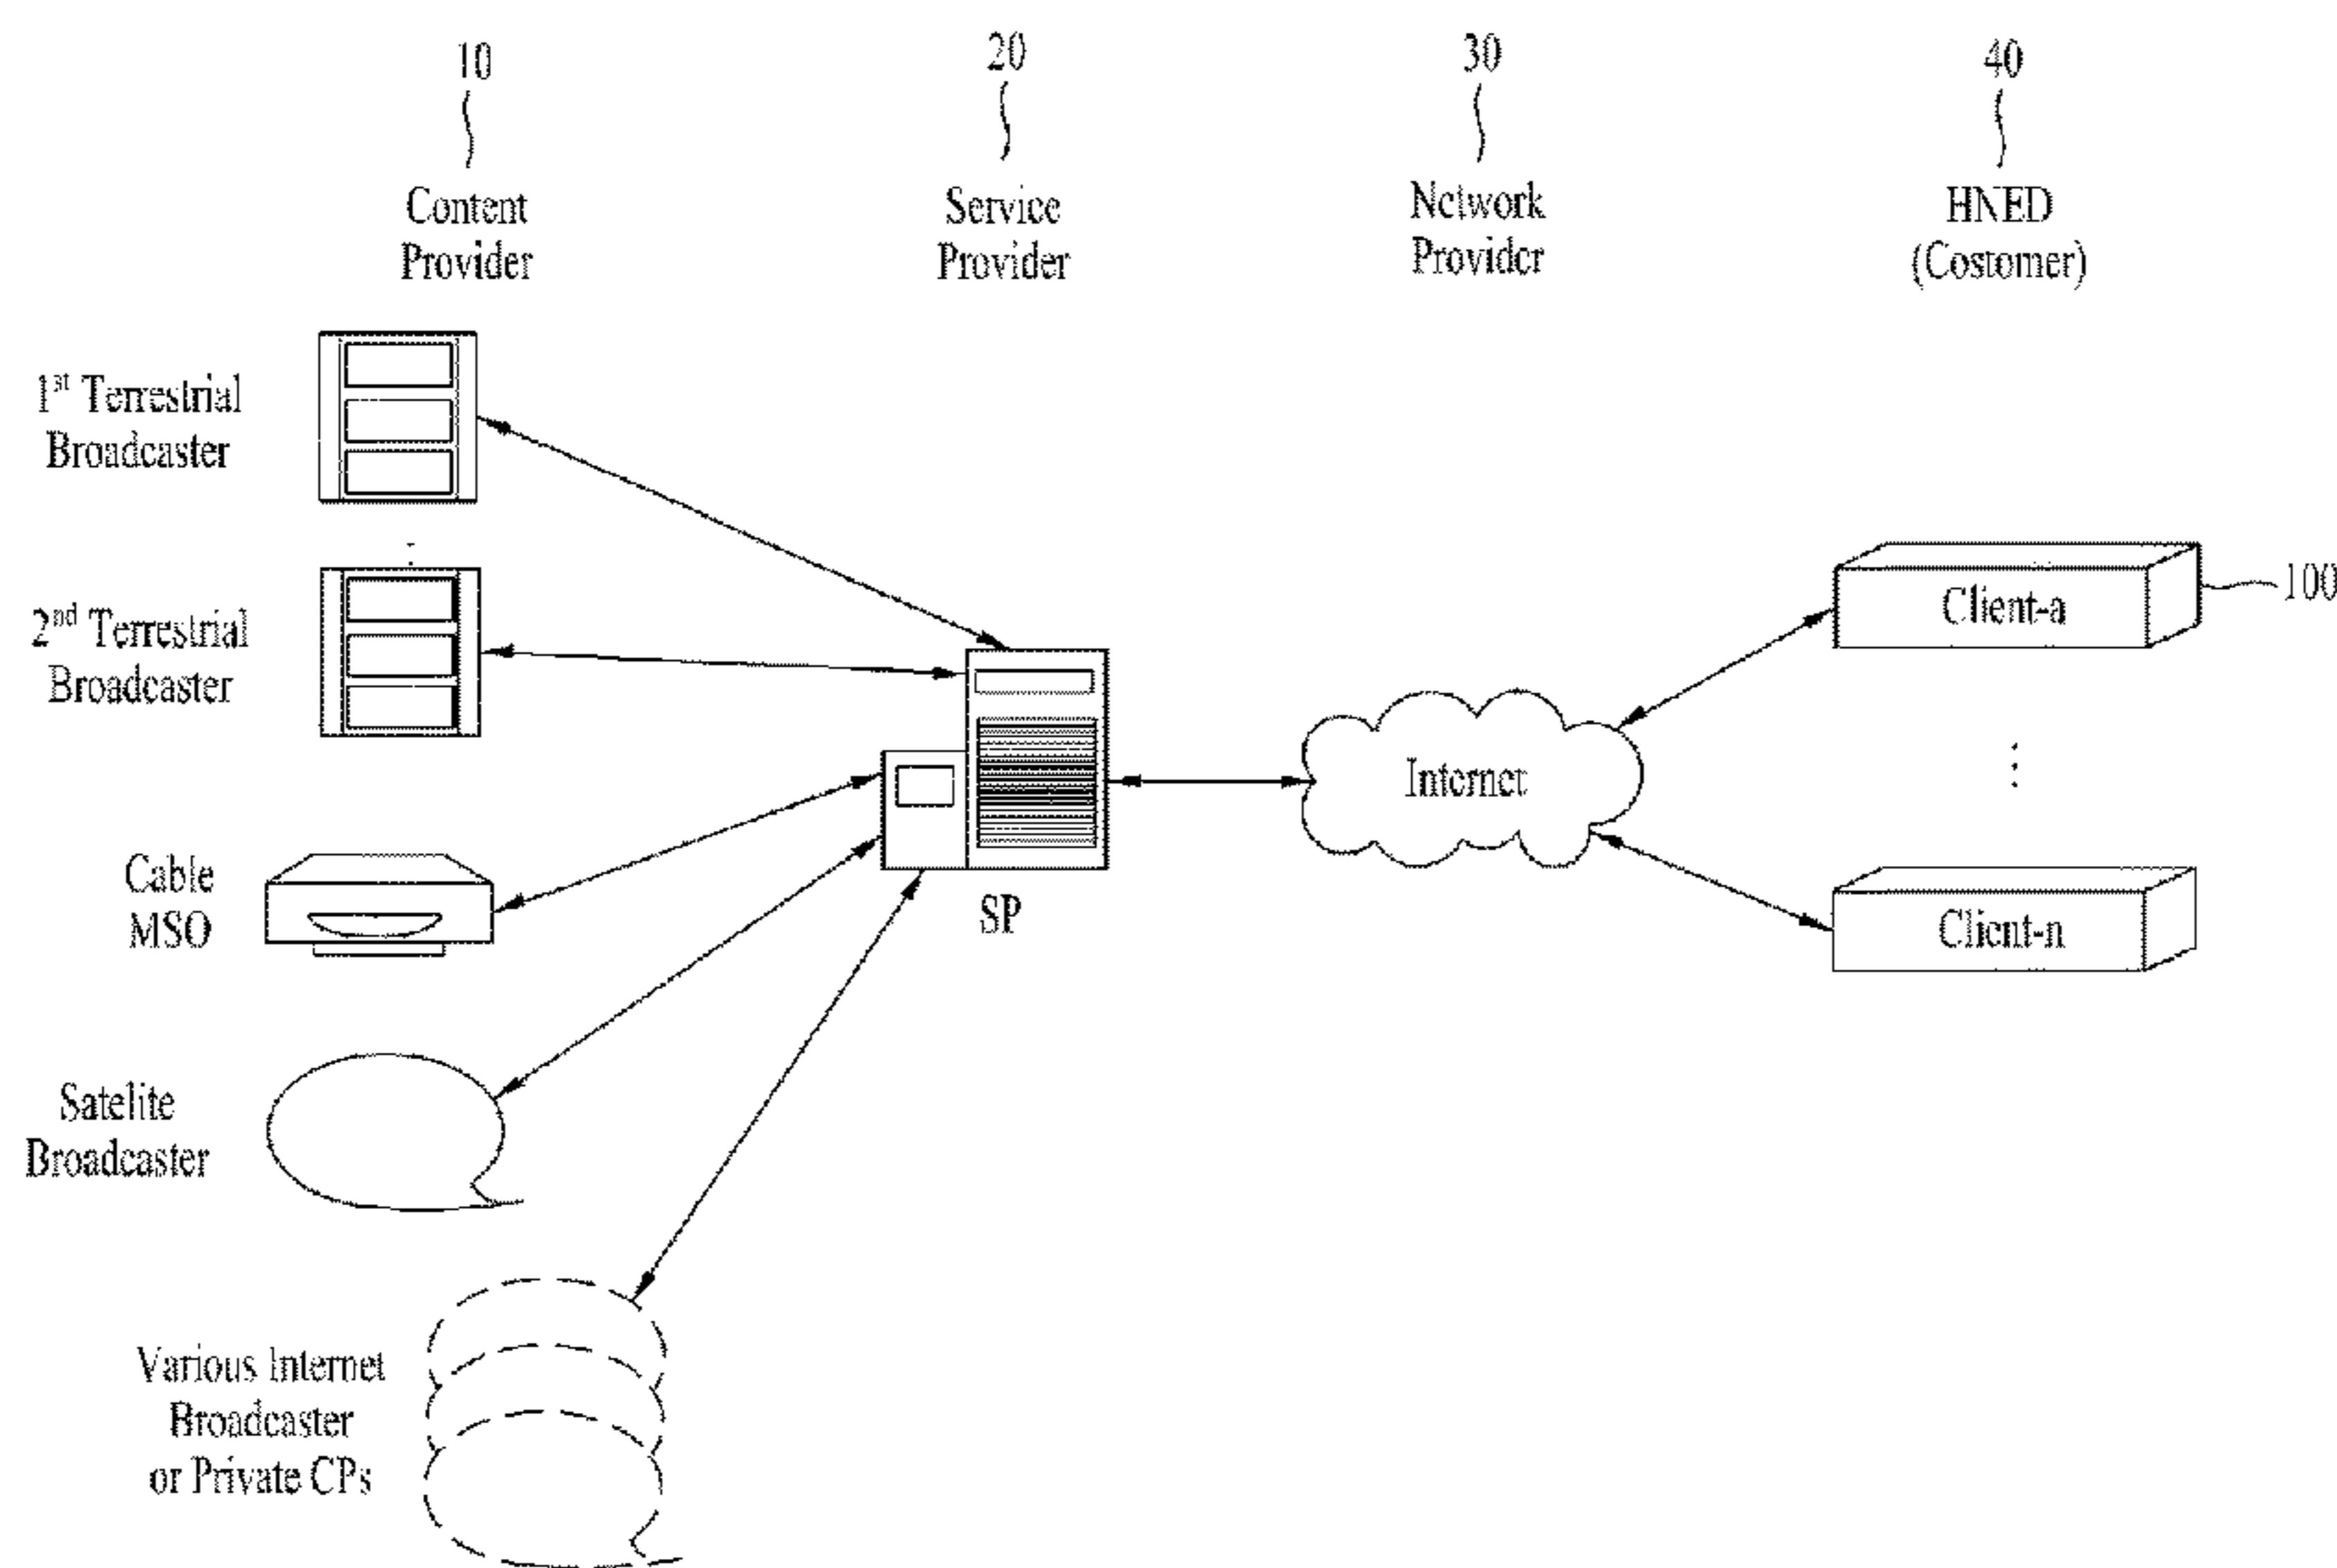 10
20
30
40
Content
Provider
Service
Provider
Network
Provider
HNED
(Costomer)
1st Terrestrial
Broadcaster
2nd Terrestrial
Broadcaster
Cable
MSO
Satelite
Broadcaster
Various Internet
Broadcaster
or Private CPs
SP
Internet
Client-a
100
Client-n